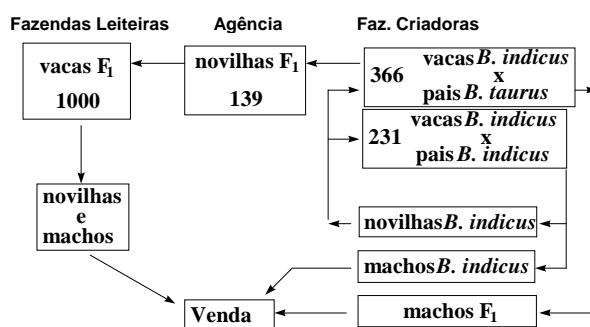 Fazendas Leiteiras
Agência
Faz. Criadoras
vacas F1
1000
novilhas F1
139
366
vacas B. indicus
x
pais B. taurus
231
vacas B. indicus
x
pais B. indicus
novilhas
e
machos
novilhas B. indicus
machos B. indicus
Venda
machos F1